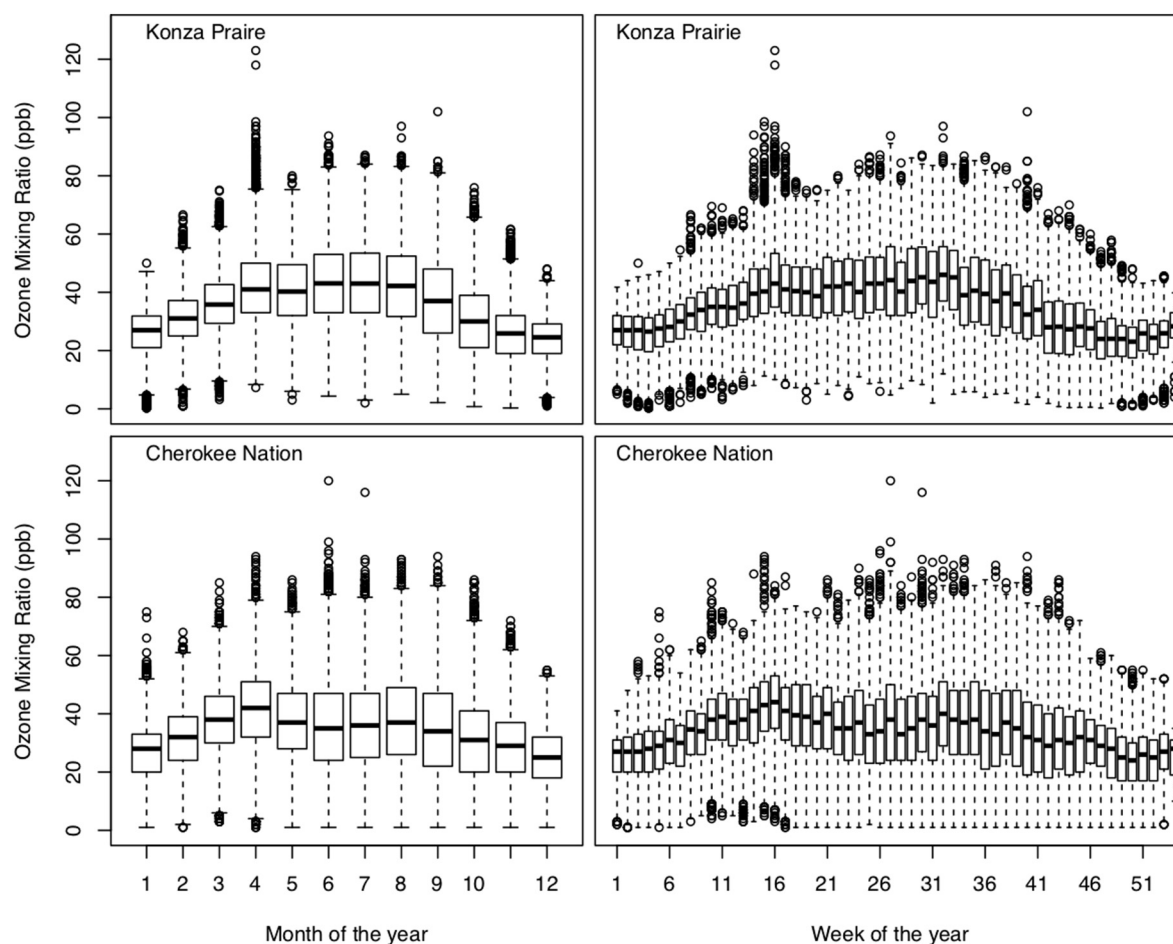 Konza Praire
Konza Prairie
Ozone Mixing Ratio (ppb)
0 20 40 60 80 100 120
Cherokee Nation
Cherokee Nation
Ozone Mixing Ratio (ppb)
0 20 40 60 80 100 120
1 2 3 4 5 6 7 8 9 10 12
1 6 11 16 21 26 31 36 41 46 51
Month of the year
Week of the year